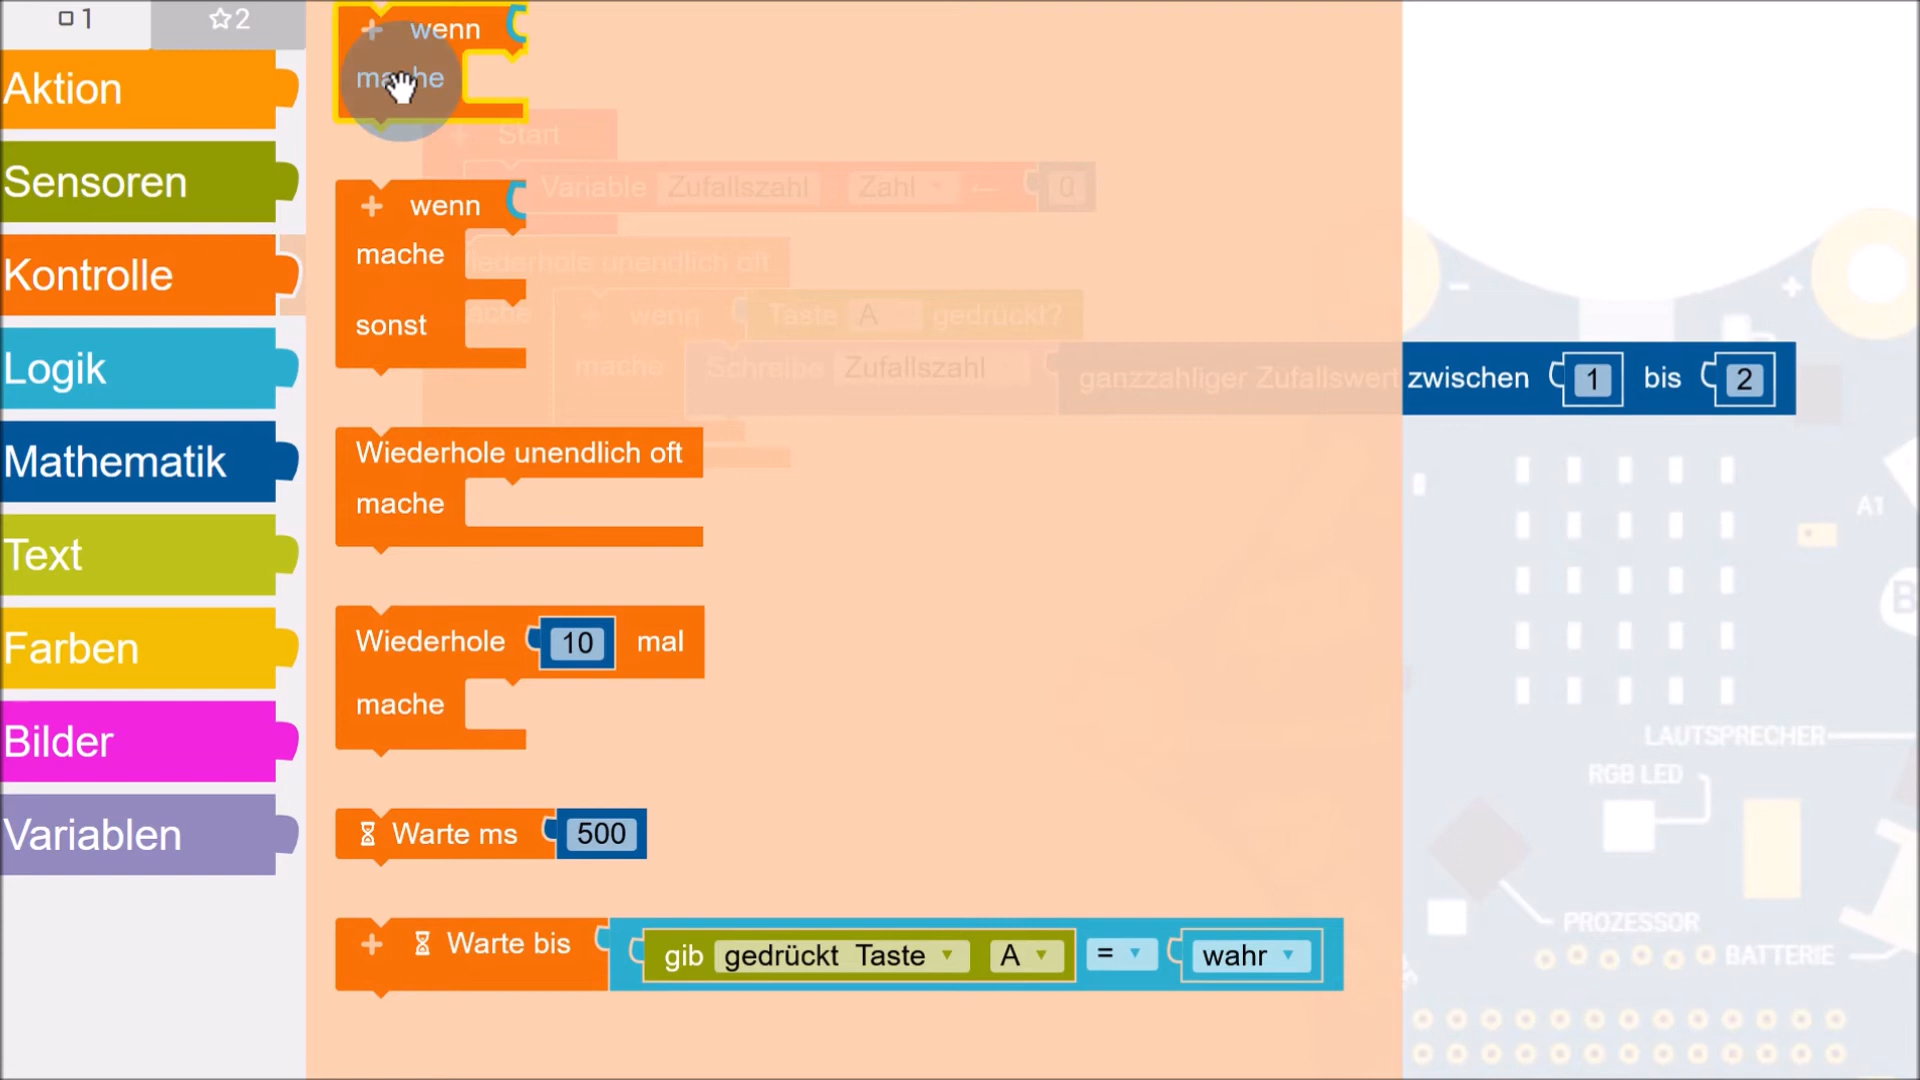 1
2
Aktion
Sensoren
Kontrolle
Logik
Mathematik
Text
Farben
Bilder
Variablen
+ wenn
mache
+ wenn
mache
sonst
Wiederhole unendlich oft
mache
Wiederhole 10 mal
mache
Warte ms 500
+ Warte bis gib gedrückt Taste A = wahr
+ Start
Variable Zufallszahl Zahl ← 0
Wiederhole unendlich oft
mache + wenn Taste A gedrückt?
mache Schreibe Zufallszahl ganzzahliger Zufallswert zwischen 1 bis 2
− +
A1
B
LAUTSPRECHER
RGB LED
PROZESSOR
BATTERIE